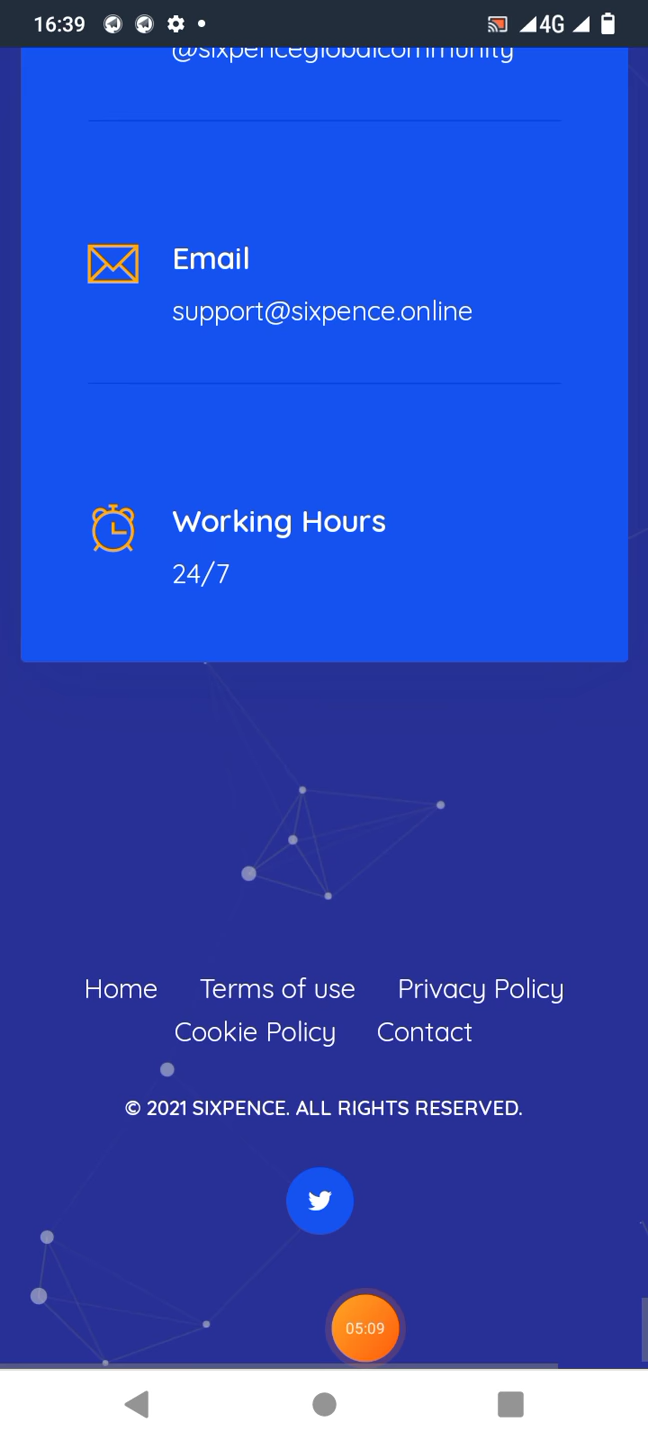 16:39
4G
@sixpenceglobalcommunity
Email
support@sixpence.online
Working Hours
24/7
Home Terms of use Privacy Policy
Cookie Policy Contact
© 2021 SIXPENCE. ALL RIGHTS RESERVED.
05:09